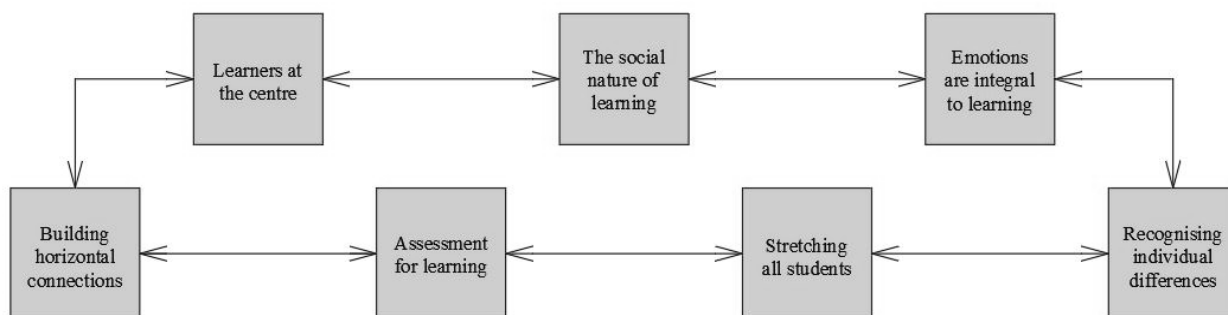 Learners at
the centre
The social
nature of
learning
Emotions
are integral
to learning
Building
horizontal
connections
Assessment
for learning
Stretching
all students
Recognising
individual
differences